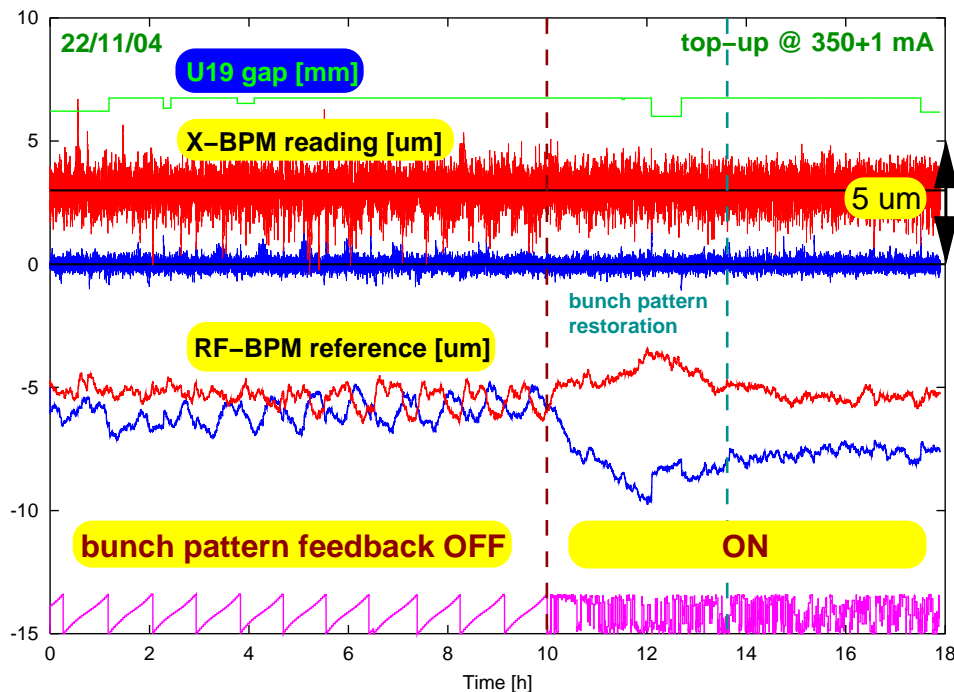 10
22/11/04
top−up @ 350+1 mA
U19 gap [mm]
5
X−BPM reading [um]
5 um
0
bunch pattern
restoration
RF−BPM reference [um]
-5
-10
bunch pattern feedback OFF
ON
-15
0 2 4 6 8 10 12 14 16 18
Time [h]